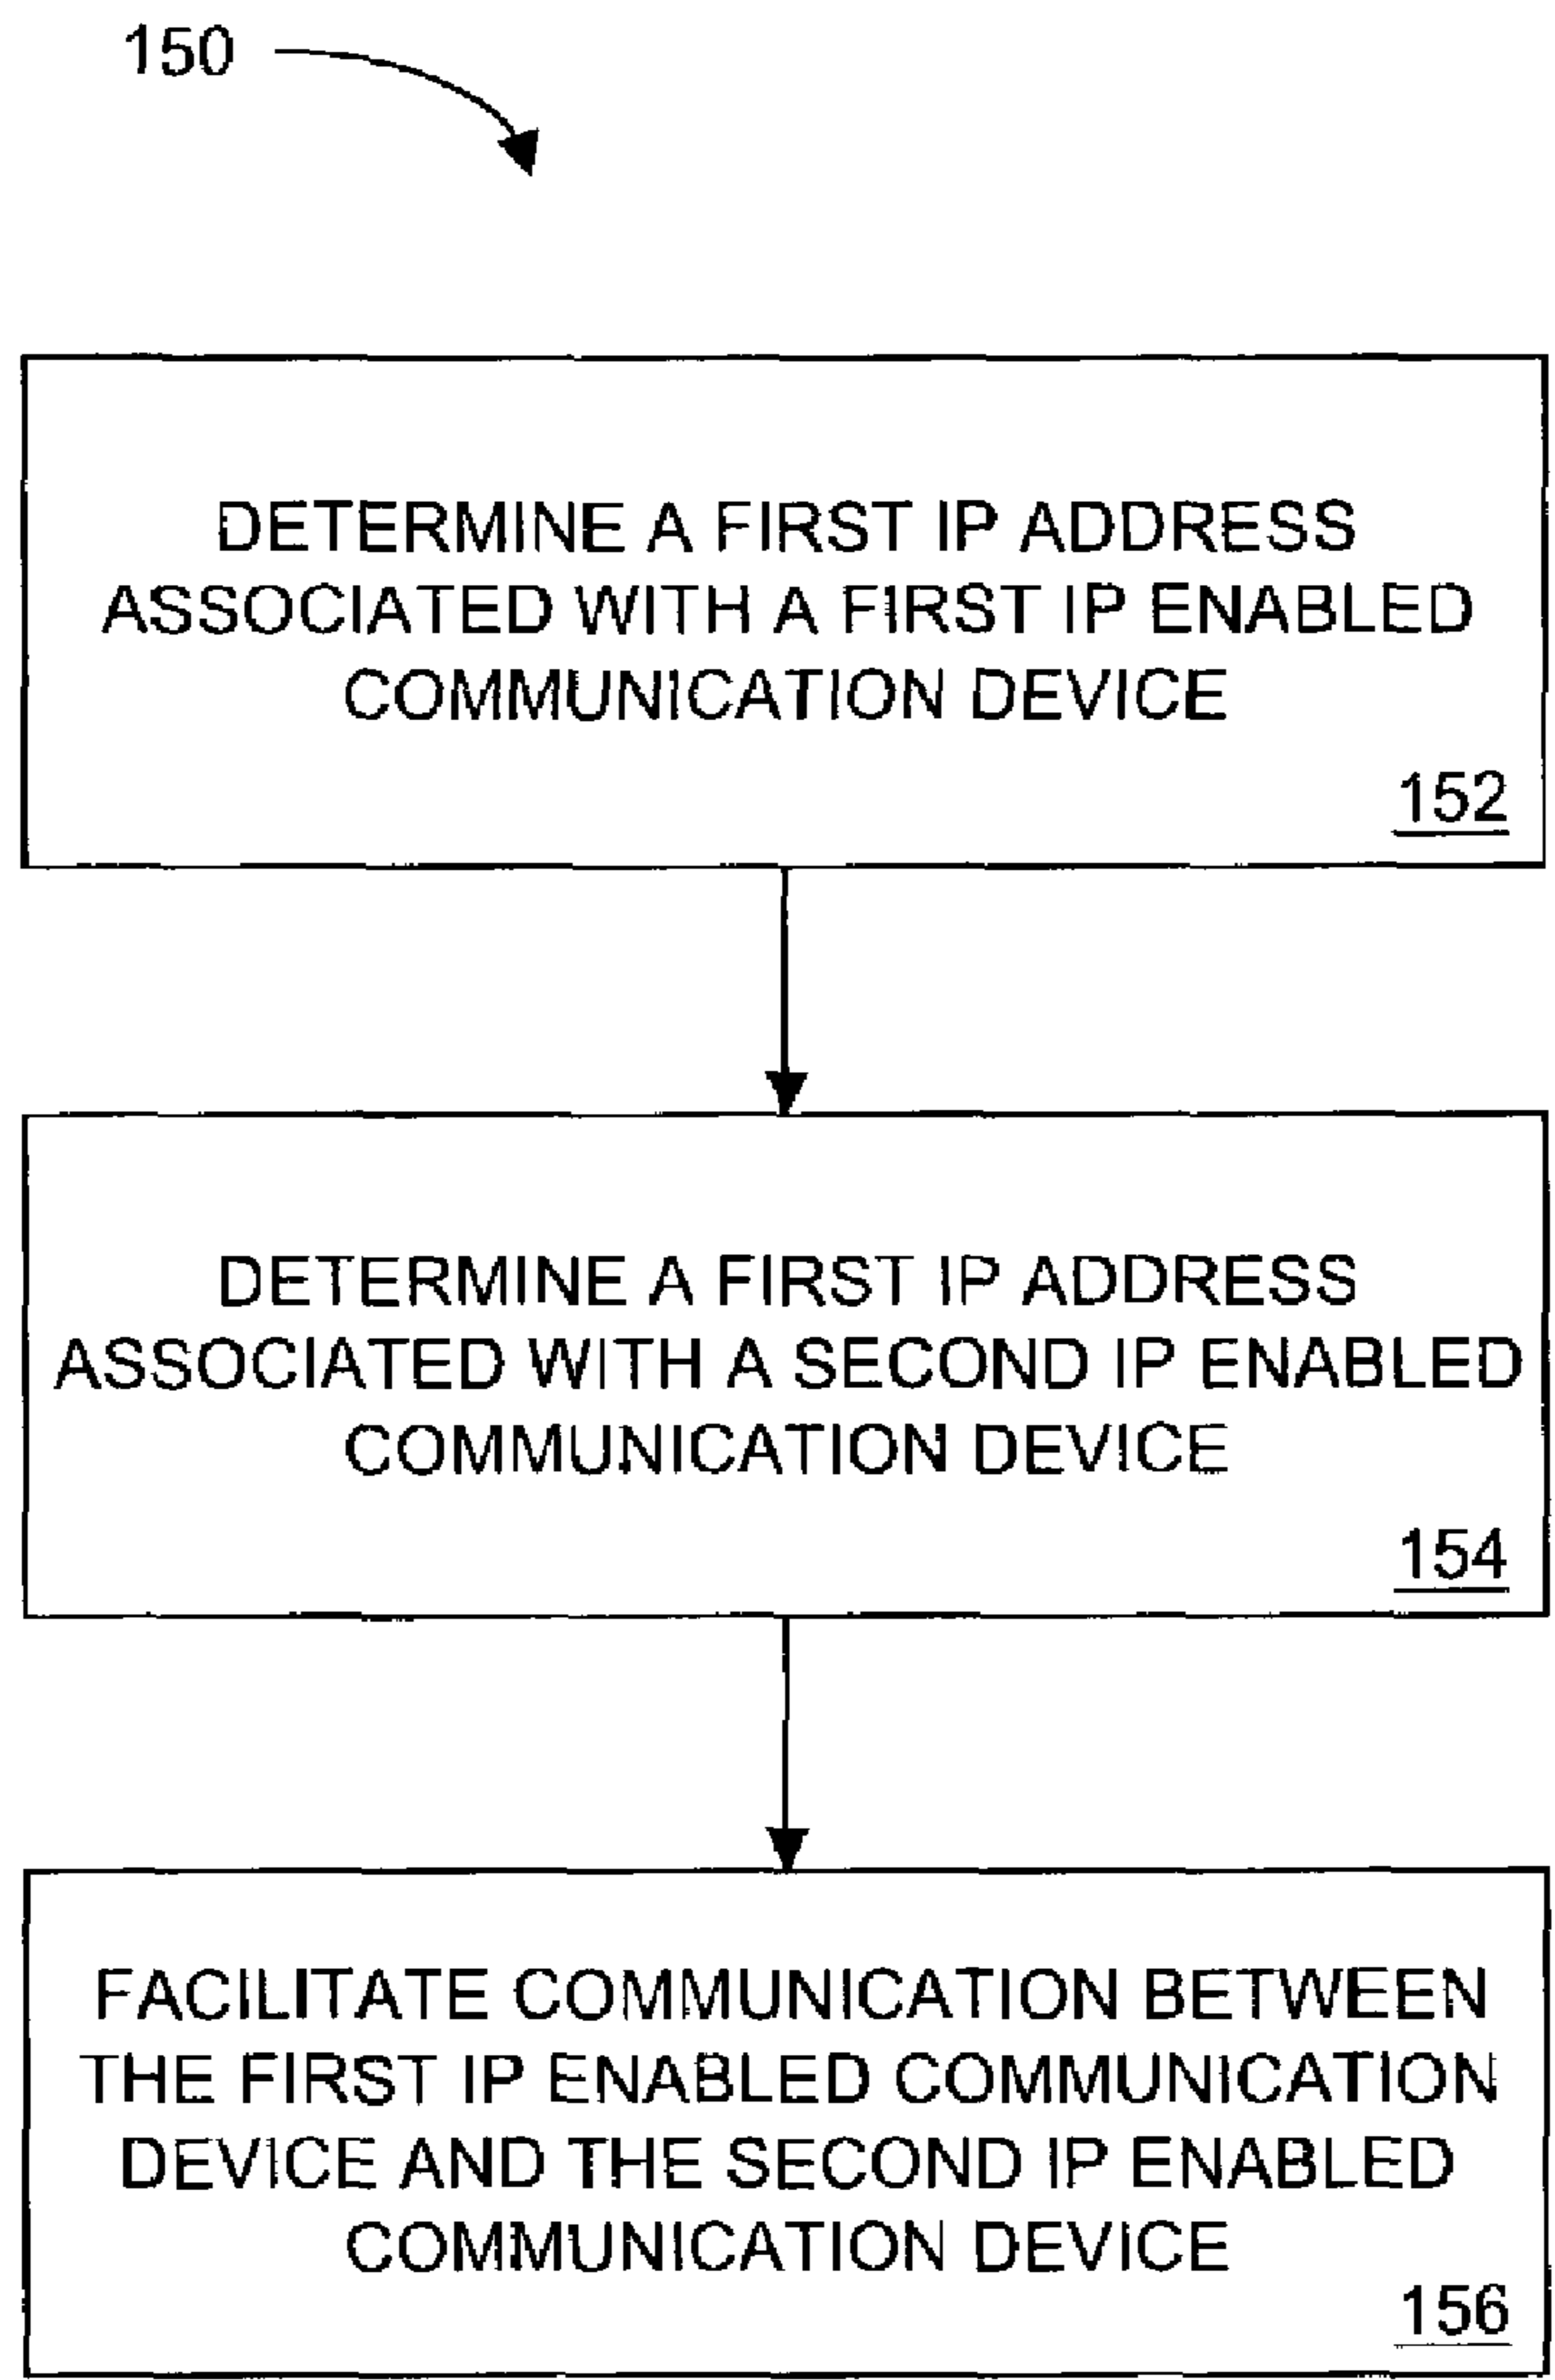 150
DETERMINE A FIRST IP ADDRESS
ASSOCIATED WITH A FIRST IP ENABLED
COMMUNICATION DEVICE
152
DETERMINE A FIRST IP ADDRESS
ASSOCIATED WITH A SECOND IP ENABLED
COMMUNICATION DEVICE
154
FACILITATE COMMUNICATION BETWEEN
THE FIRST IP ENABLED COMMUNICATION
DEVICE AND THE SECOND IP ENABLED
COMMUNICATION DEVICE
156